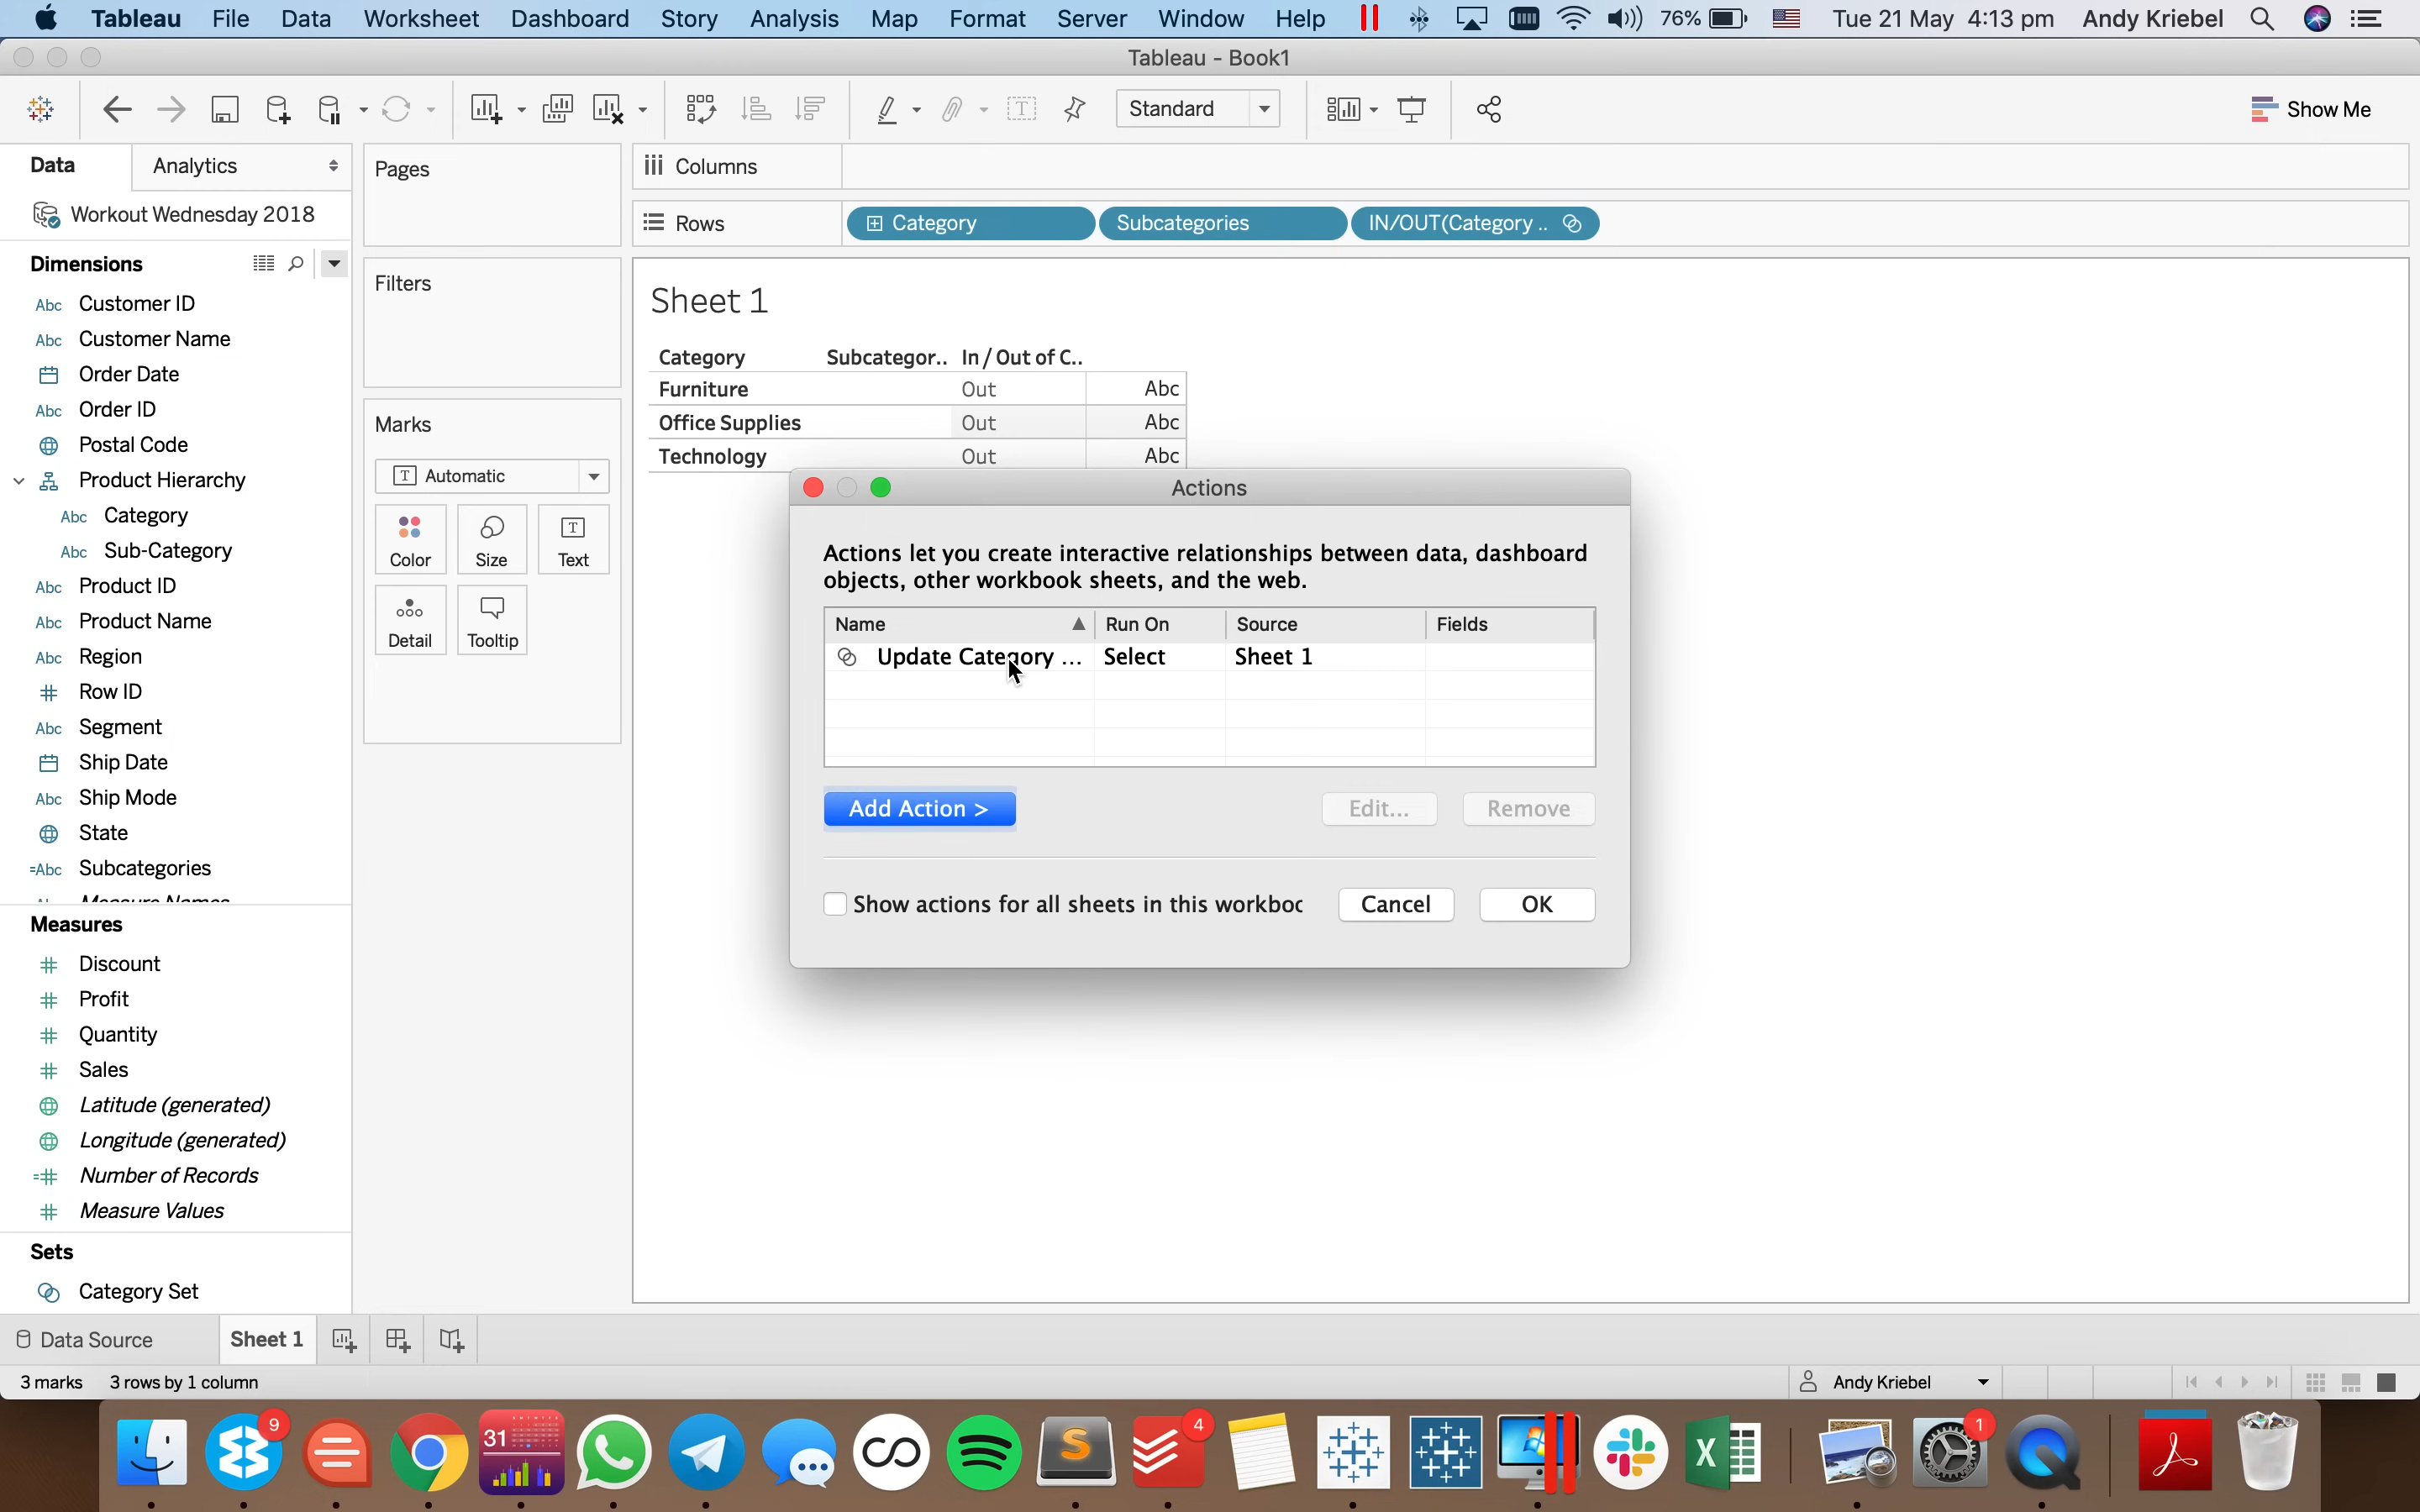 Tableau File Data Worksheet Dashboard Story Analysis Map Format Server Window Help 76% Tue 21 May 4:13 pm Andy Kriebel
Tableau - Book1
Standard
Show Me
Data Analytics
Workout Wednesday 2018
Dimensions
Abc Customer ID
Abc Customer Name
Order Date
Abc Order ID
Postal Code
Product Hierarchy
Abc Category
Abc Sub-Category
Abc Product ID
Abc Product Name
Abc Region
Row ID
Abc Segment
Ship Date
Abc Ship Mode
State
=Abc Subcategories
Measure Names
Measures
Discount
Profit
Quantity
Sales
Latitude (generated)
Longitude (generated)
Number of Records
Measure Values
Sets
Category Set
Pages
Filters
Marks
Automatic
Color Size Text
Detail Tooltip
Columns
Rows Category Subcategories IN/OUT(Category ..
Sheet 1
Category Subcategor.. In / Out of C..
Furniture Out Abc
Office Supplies Out Abc
Technology Out Abc
Actions
Actions let you create interactive relationships between data, dashboard
objects, other workbook sheets, and the web.
Name Run On Source Fields
Update Category ... Select Sheet 1
Add Action > Edit... Remove
Show actions for all sheets in this workboo Cancel OK
Data Source Sheet 1
3 marks 3 rows by 1 column Andy Kriebel
9
31
4
1